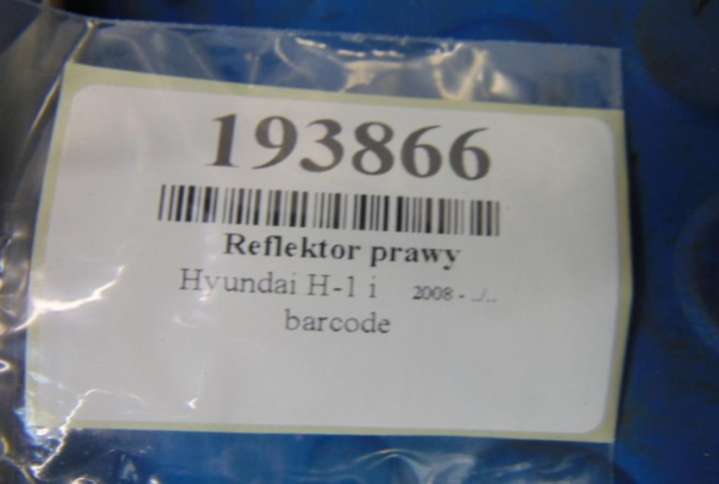 193866
Reflektor prawy
Hyundai H-1 i 2008 - ../..
barcode